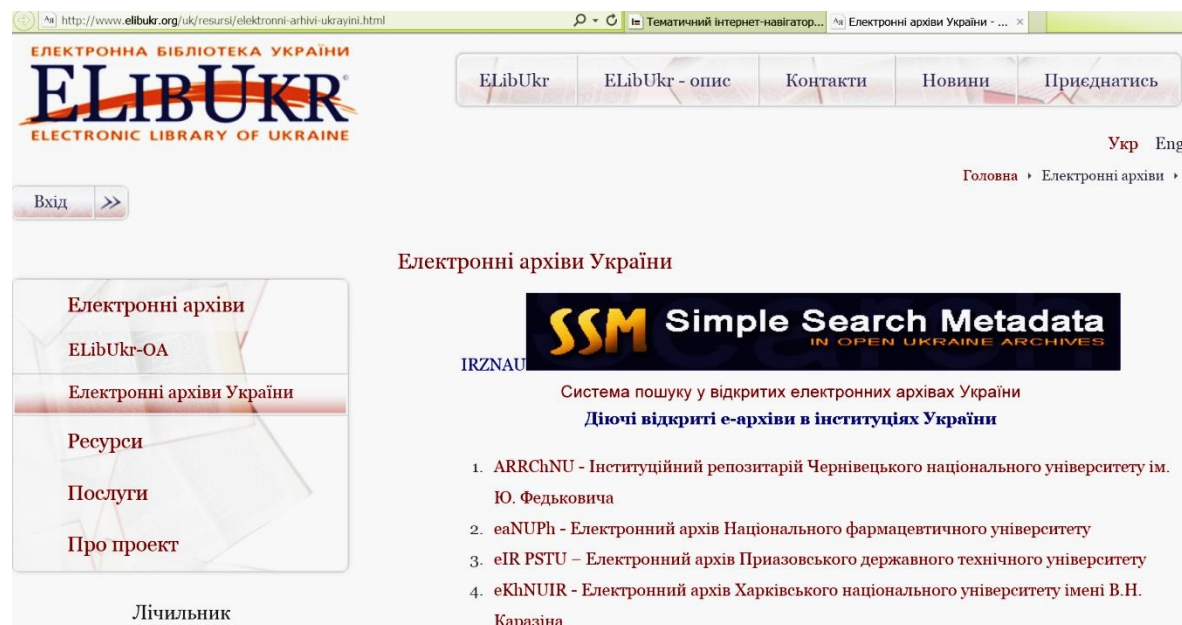 http://www.elibukr.org/uk/resursi/elektronni-arhivi-ukrayini.html
Тематичний інтернет-навігатор...
Електронні архіви України - ...
ЕЛЕКТРОННА БІБЛІОТЕКА УКРАЇНИ
ELIBUKR
ELECTRONIC LIBRARY OF UKRAINE
ELibUkr ELibUkr - опис Контакти Новини Приєднатись
Укр Eng
Головна Електронні архіви
Вхід
Електронні архіви України
Електронні архіви
ELibUkr-OA
Електронні архіви України
Ресурси
Послуги
Про проект
Лічильник
SSM Simple Search Metadata
IN OPEN UKRAINE ARCHIVES
IRZNAU
Система пошуку у відкритих електронних архівах України
Діючі відкриті е-архіви в інституціях України
1. ARRChNU - Інституційний репозитарій Чернівецького національного університету ім.
Ю. Федьковича
2. eaNUPh - Електронний архів Національного фармацевтичного університету
3. eIR PSTU – Електронний архів Приазовського державного технічного університету
4. eKhNUIR - Електронний архів Харківського національного університету імені В.Н.
Каразіна